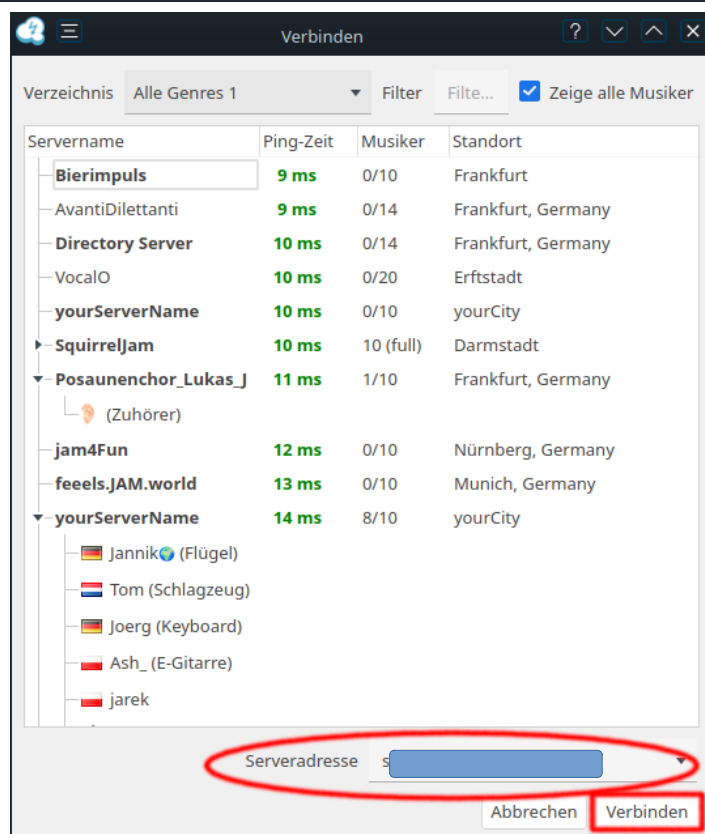 Verbinden
Verzeichnis Alle Genres 1 Filter Filte... Zeige alle Musiker
Servername Ping-Zeit Musiker Standort
Bierimpuls 9 ms 0/10 Frankfurt
AvantiDilettanti 9 ms 0/14 Frankfurt, Germany
Directory Server 10 ms 0/14 Frankfurt, Germany
VocalO 10 ms 0/20 Erftstadt
yourServerName 10 ms 0/10 yourCity
SquirrelJam 10 ms 10 (full) Darmstadt
Posaunenchor_Lukas_J 11 ms 1/10 Frankfurt, Germany
(Zuhörer)
jam4Fun 12 ms 0/10 Nürnberg, Germany
feeels.JAM.world 13 ms 0/10 Munich, Germany
yourServerName 14 ms 8/10 yourCity
Jannik🌍 (Flügel)
Tom (Schlagzeug)
Joerg (Keyboard)
Ash_ (E-Gitarre)
jarek
Serveradresse s
Abbrechen Verbinden